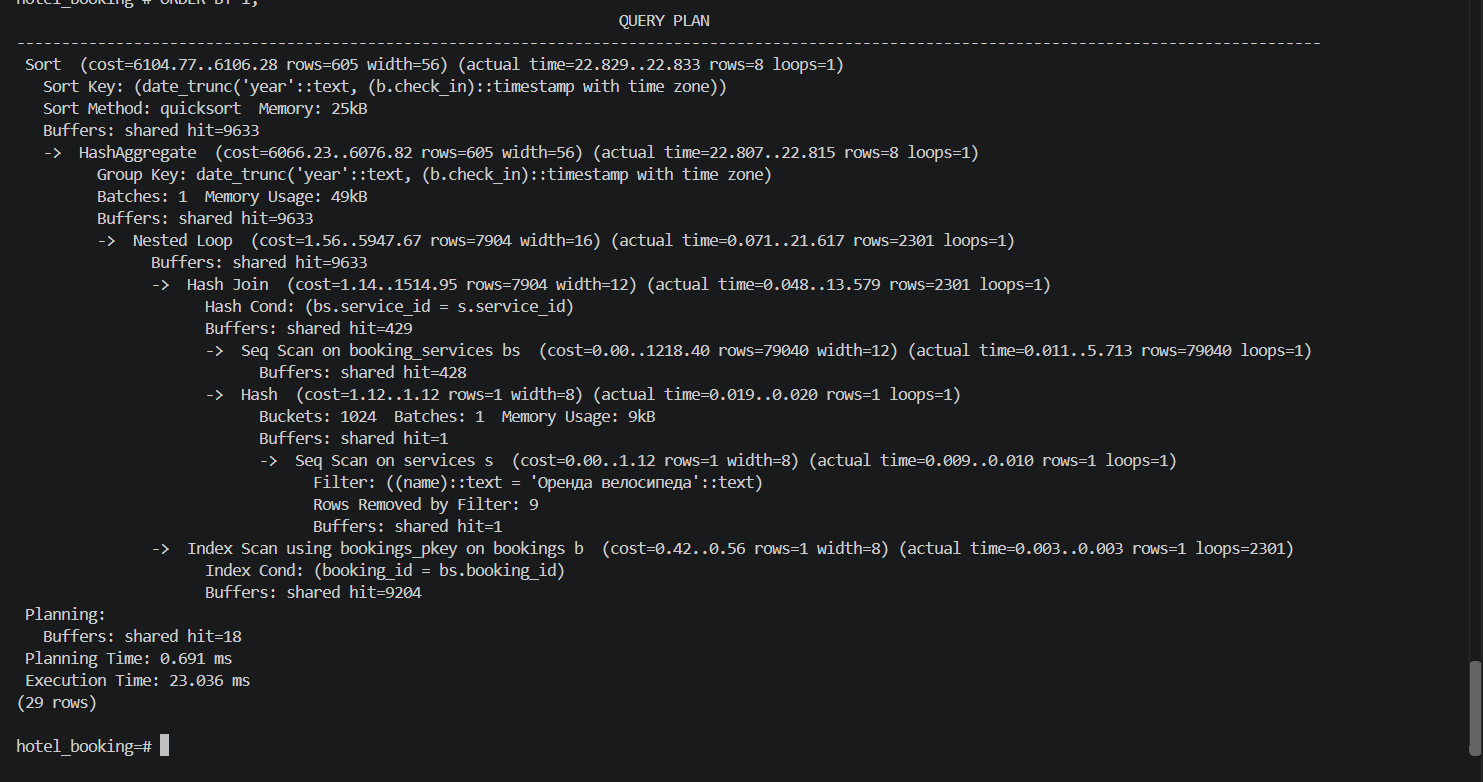 hotel_booking-# ORDER BY 1;
QUERY PLAN
-------------------------------------------------------------------------------------------------------------------------------------------------
Sort  (cost=6104.77..6106.28 rows=605 width=56) (actual time=22.829..22.833 rows=8 loops=1)
Sort Key: (date_trunc('year'::text, (b.check_in)::timestamp with time zone))
Sort Method: quicksort  Memory: 25kB
Buffers: shared hit=9633
->  HashAggregate  (cost=6066.23..6076.82 rows=605 width=56) (actual time=22.807..22.815 rows=8 loops=1)
Group Key: date_trunc('year'::text, (b.check_in)::timestamp with time zone)
Batches: 1  Memory Usage: 49kB
Buffers: shared hit=9633
->  Nested Loop  (cost=1.56..5947.67 rows=7904 width=16) (actual time=0.071..21.617 rows=2301 loops=1)
Buffers: shared hit=9633
->  Hash Join  (cost=1.14..1514.95 rows=7904 width=12) (actual time=0.048..13.579 rows=2301 loops=1)
Hash Cond: (bs.service_id = s.service_id)
Buffers: shared hit=429
->  Seq Scan on booking_services bs  (cost=0.00..1218.40 rows=79040 width=12) (actual time=0.011..5.713 rows=79040 loops=1)
Buffers: shared hit=428
->  Hash  (cost=1.12..1.12 rows=1 width=8) (actual time=0.019..0.020 rows=1 loops=1)
Buckets: 1024  Batches: 1  Memory Usage: 9kB
Buffers: shared hit=1
->  Seq Scan on services s  (cost=0.00..1.12 rows=1 width=8) (actual time=0.009..0.010 rows=1 loops=1)
Filter: ((name)::text = 'Оренда велосипеда'::text)
Rows Removed by Filter: 9
Buffers: shared hit=1
->  Index Scan using bookings_pkey on bookings b  (cost=0.42..0.56 rows=1 width=8) (actual time=0.003..0.003 rows=1 loops=2301)
Index Cond: (booking_id = bs.booking_id)
Buffers: shared hit=9204
Planning:
Buffers: shared hit=18
Planning Time: 0.691 ms
Execution Time: 23.036 ms
(29 rows)
hotel_booking=#